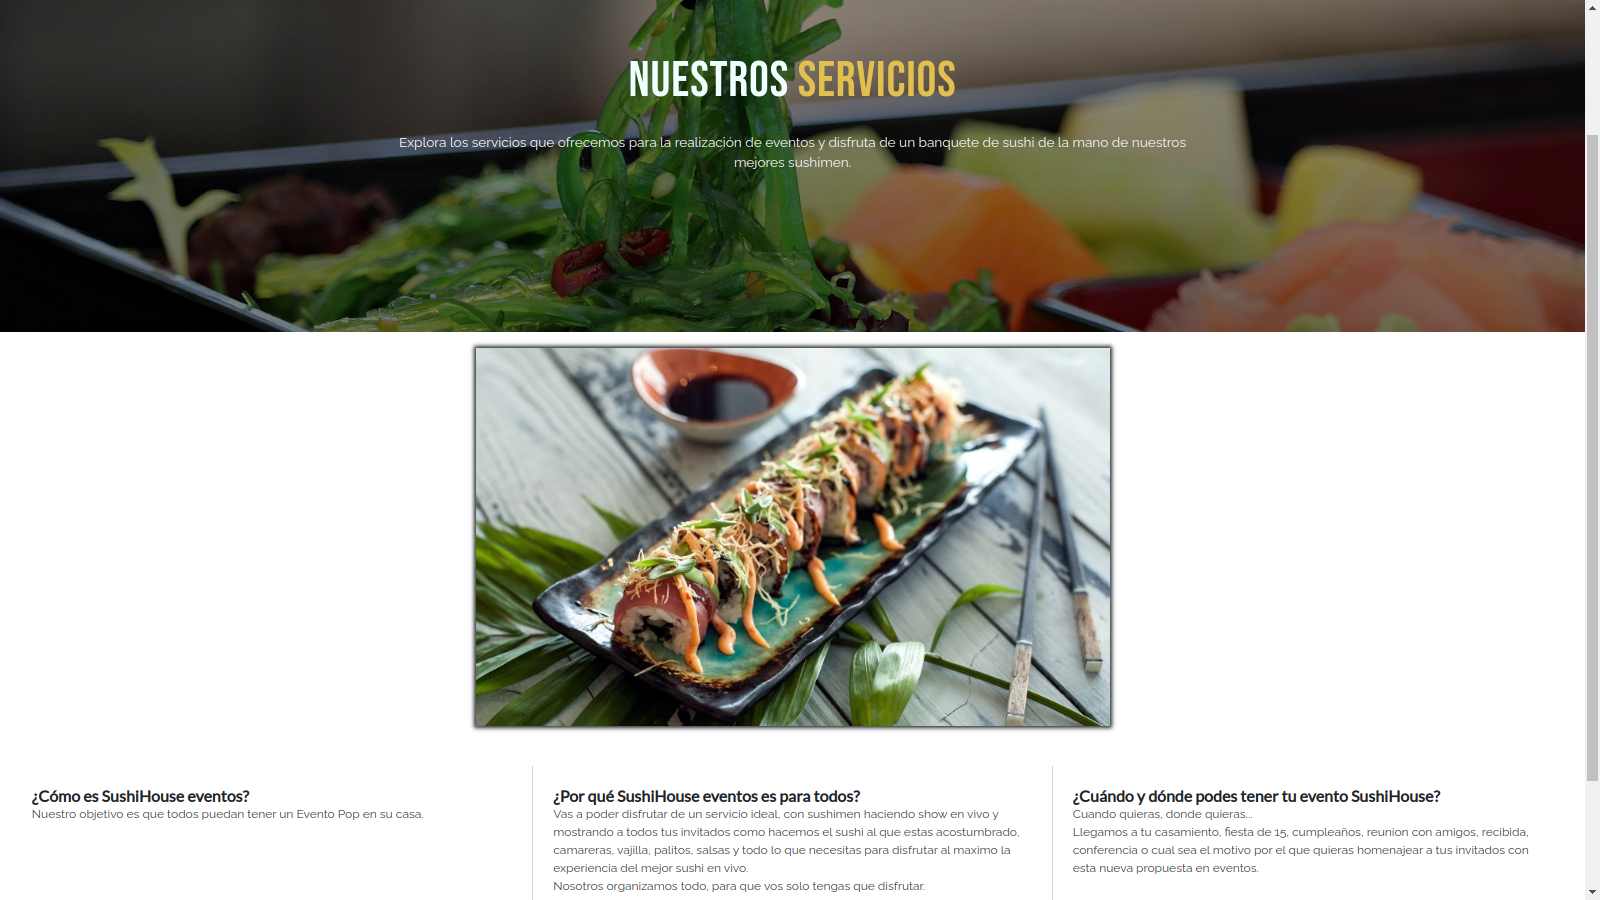 NUESTROS SERVICIOS
Explora los servicios que ofrecemos para la realización de eventos y disfruta de un banquete de sushi de la mano de nuestros
mejores sushimen.
¿Cómo es SushiHouse eventos?
Nuestro objetivo es que todos puedan tener un Evento Pop en su casa.
¿Por qué SushiHouse eventos es para todos?
Vas a poder disfrutar de un servicio ideal, con sushimen haciendo show en vivo y
mostrando a todos tus invitados como hacemos el sushi al que estas acostumbrado,
camareras, vajilla, palitos, salsas y todo lo que necesitas para disfrutar al maximo la
experiencia del mejor sushi en vivo.
Nosotros organizamos todo, para que vos solo tengas que disfrutar.
¿Cuándo y dónde podes tener tu evento SushiHouse?
Cuando quieras, donde quieras...
Llegamos a tu casamiento, fiesta de 15, cumpleaños, reunion con amigos, recibida,
conferencia o cual sea el motivo por el que quieras homenajear a tus invitados con
esta nueva propuesta en eventos.